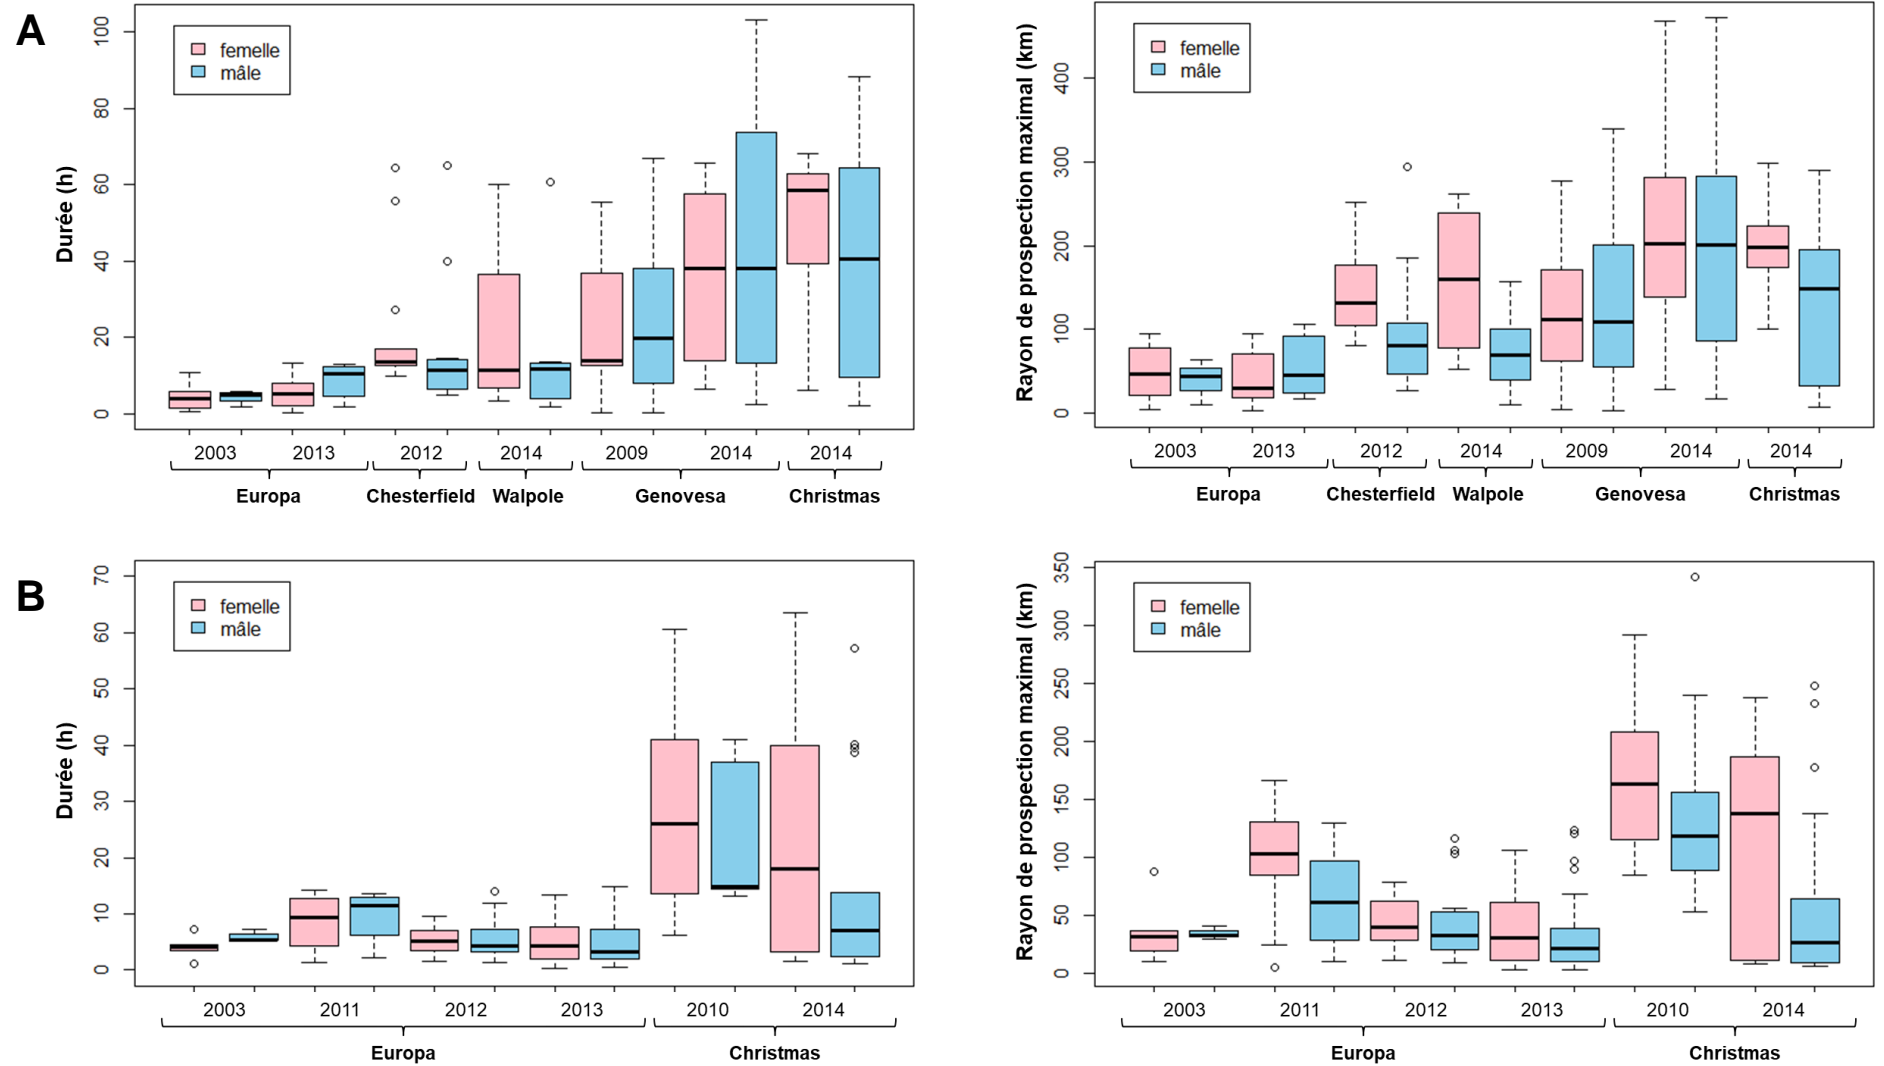 A
Durée (h)
100
80
60
40
20
0
femelle
mâle
2003 2013 2012 2014 2009 2014 2014
Europa Chesterfield Walpole Genovesa Christmas
Rayon de prospection maximal (km)
400
300
200
100
0
femelle
mâle
2003 2013 2012 2014 2009 2014 2014
Europa Chesterfield Walpole Genovesa Christmas
B
Durée (h)
70
60
50
40
30
20
10
0
femelle
mâle
2003 2011 2012 2013 2010 2014
Europa Christmas
Rayon de prospection maximal (km)
350
300
250
200
150
100
50
0
femelle
mâle
2003 2011 2012 2013 2010 2014
Europa Christmas